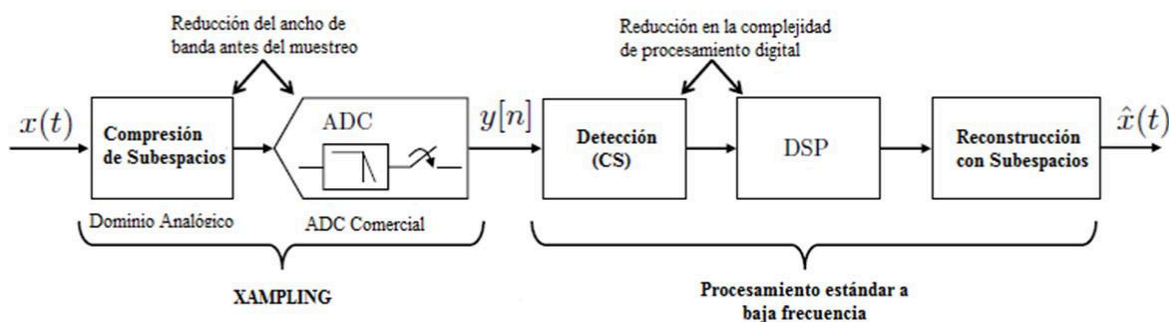 Reducción del ancho de
banda antes del muestreo
Reducción en la complejidad
de procesamiento digital
x(t)
Compresión
de Subespacios
ADC
y[n]
Detección
(CS)
DSP
Reconstrucción
con Subespacios
x̂(t)
Dominio Analógico
ADC Comercial
XAMPLING
Procesamiento estándar a
baja frecuencia